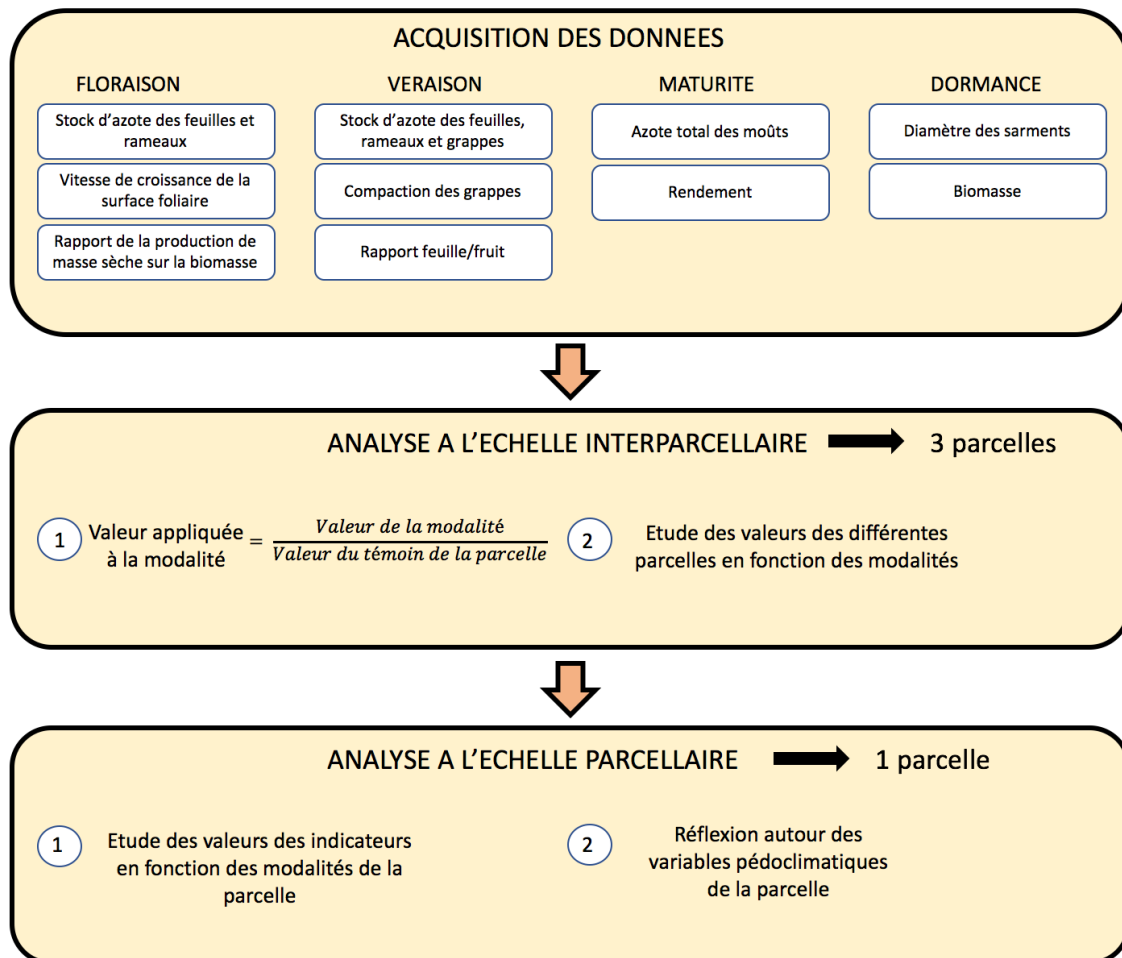 ACQUISITION DES DONNEES
FLORAISON
Stock d'azote des feuilles et
rameaux
Vitesse de croissance de la
surface foliaire
Rapport de la production de
masse sèche sur la biomasse
VERAISON
Stock d'azote des feuilles,
rameaux et grappes
Compaction des grappes
Rapport feuille/fruit
MATURITE
Azote total des moûts
Rendement
DORMANCE
Diamètre des sarments
Biomasse
ANALYSE A L'ECHELLE INTERPARCELLAIRE
3 parcelles
1
Valeur appliquée
à la modalité
=
Valeur de la modalité
Valeur du témoin de la parcelle
2
Etude des valeurs des différentes
parcelles en fonction des modalités
ANALYSE A L'ECHELLE PARCELLAIRE
1 parcelle
1
Etude des valeurs des indicateurs
en fonction des modalités de la
parcelle
2
Réflexion autour des
variables pédoclimatiques
de la parcelle